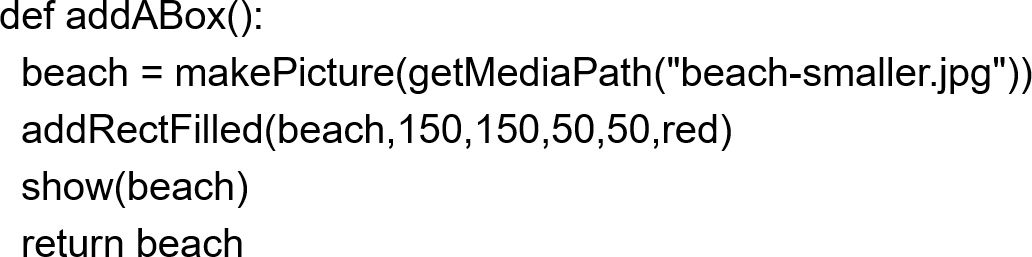 def addABox():
  beach = makePicture(getMediaPath("beach-smaller.jpg"))
  addRectFilled(beach,150,150,50,50,red)
  show(beach)
  return beach